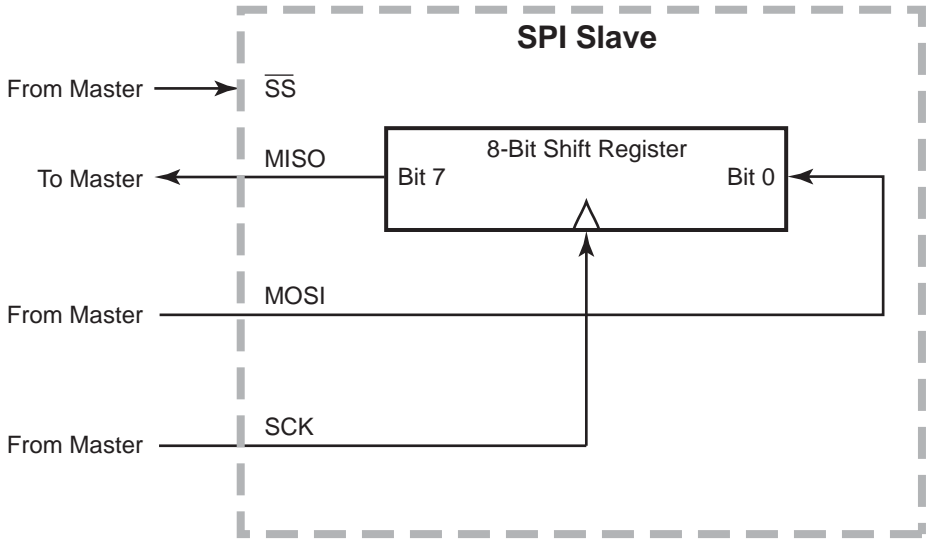 SPI Slave
From Master
S̅S̅
MISO
8-Bit Shift Register
To Master
Bit 7
Bit 0
MOSI
From Master
SCK
From Master